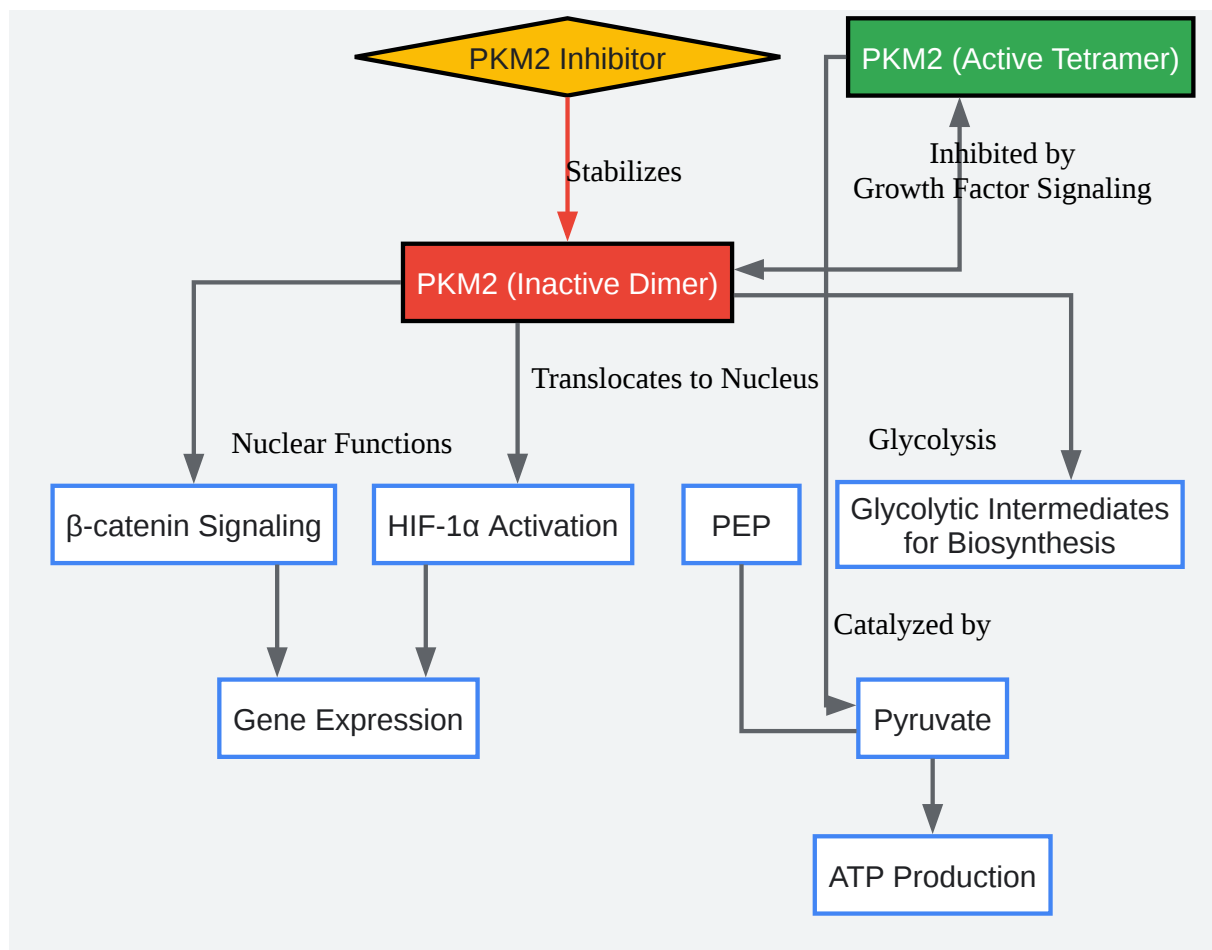 PKM2 Inhibitor
PKM2 (Active Tetramer)
Stabilizes
Inhibited by
Growth Factor Signaling
PKM2 (Inactive Dimer)
Translocates to Nucleus
Nuclear Functions
Glycolysis
β-catenin Signaling
HIF-1α Activation
PEP
Glycolytic Intermediates
for Biosynthesis
Catalyzed by
Gene Expression
Pyruvate
ATP Production